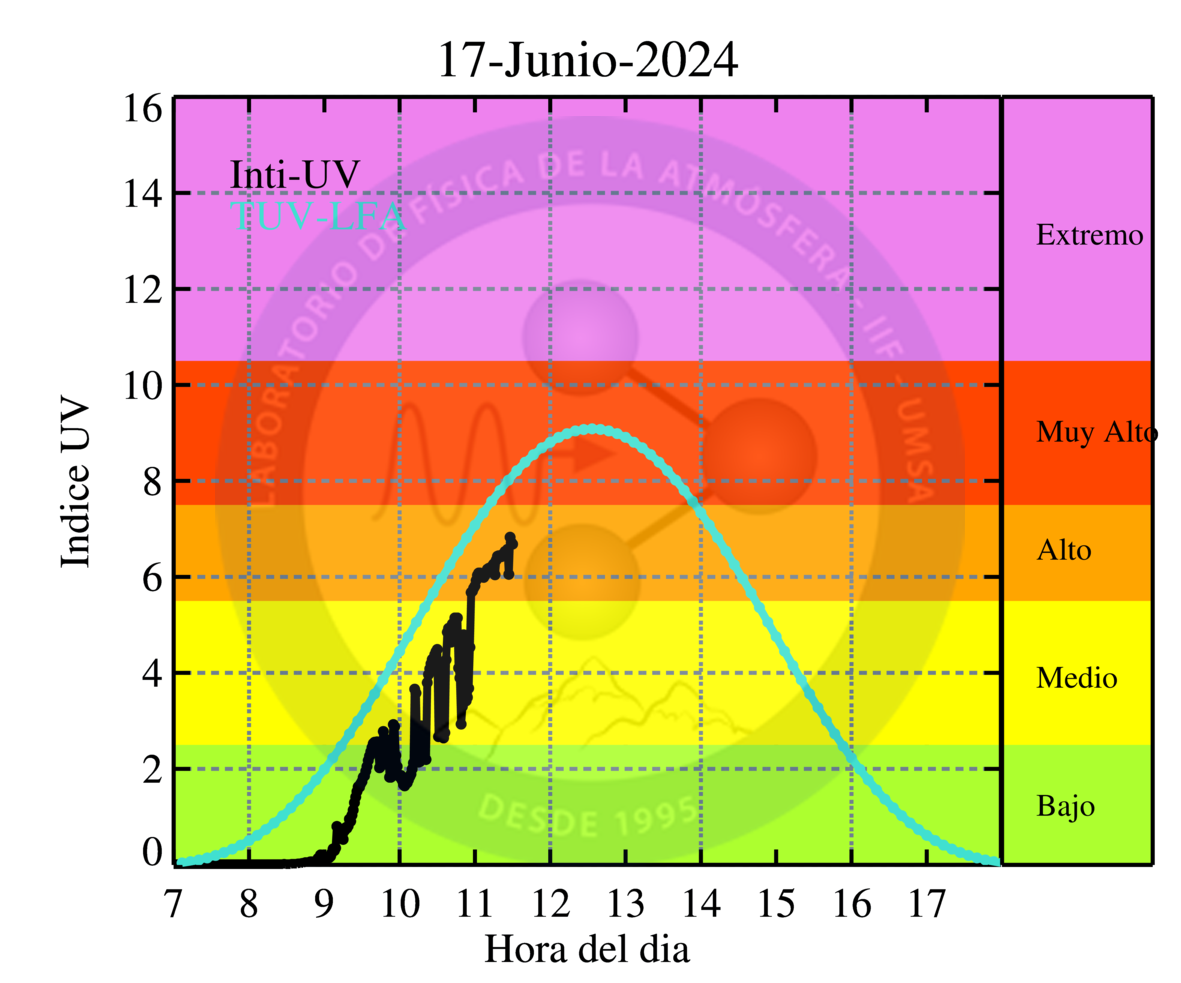 17-Junio-2024
16
14
12
10
8
6
4
2
0
Indice UV
Inti-UV
TUV-LFA
LABORATORIO DE FÍSICA DE LA ATMÓSFERA - IIF - UMSA
DESDE 1995
Extremo
Muy Alto
Alto
Medio
Bajo
7 8 9 10 11 12 13 14 15 16 17
Hora del dia